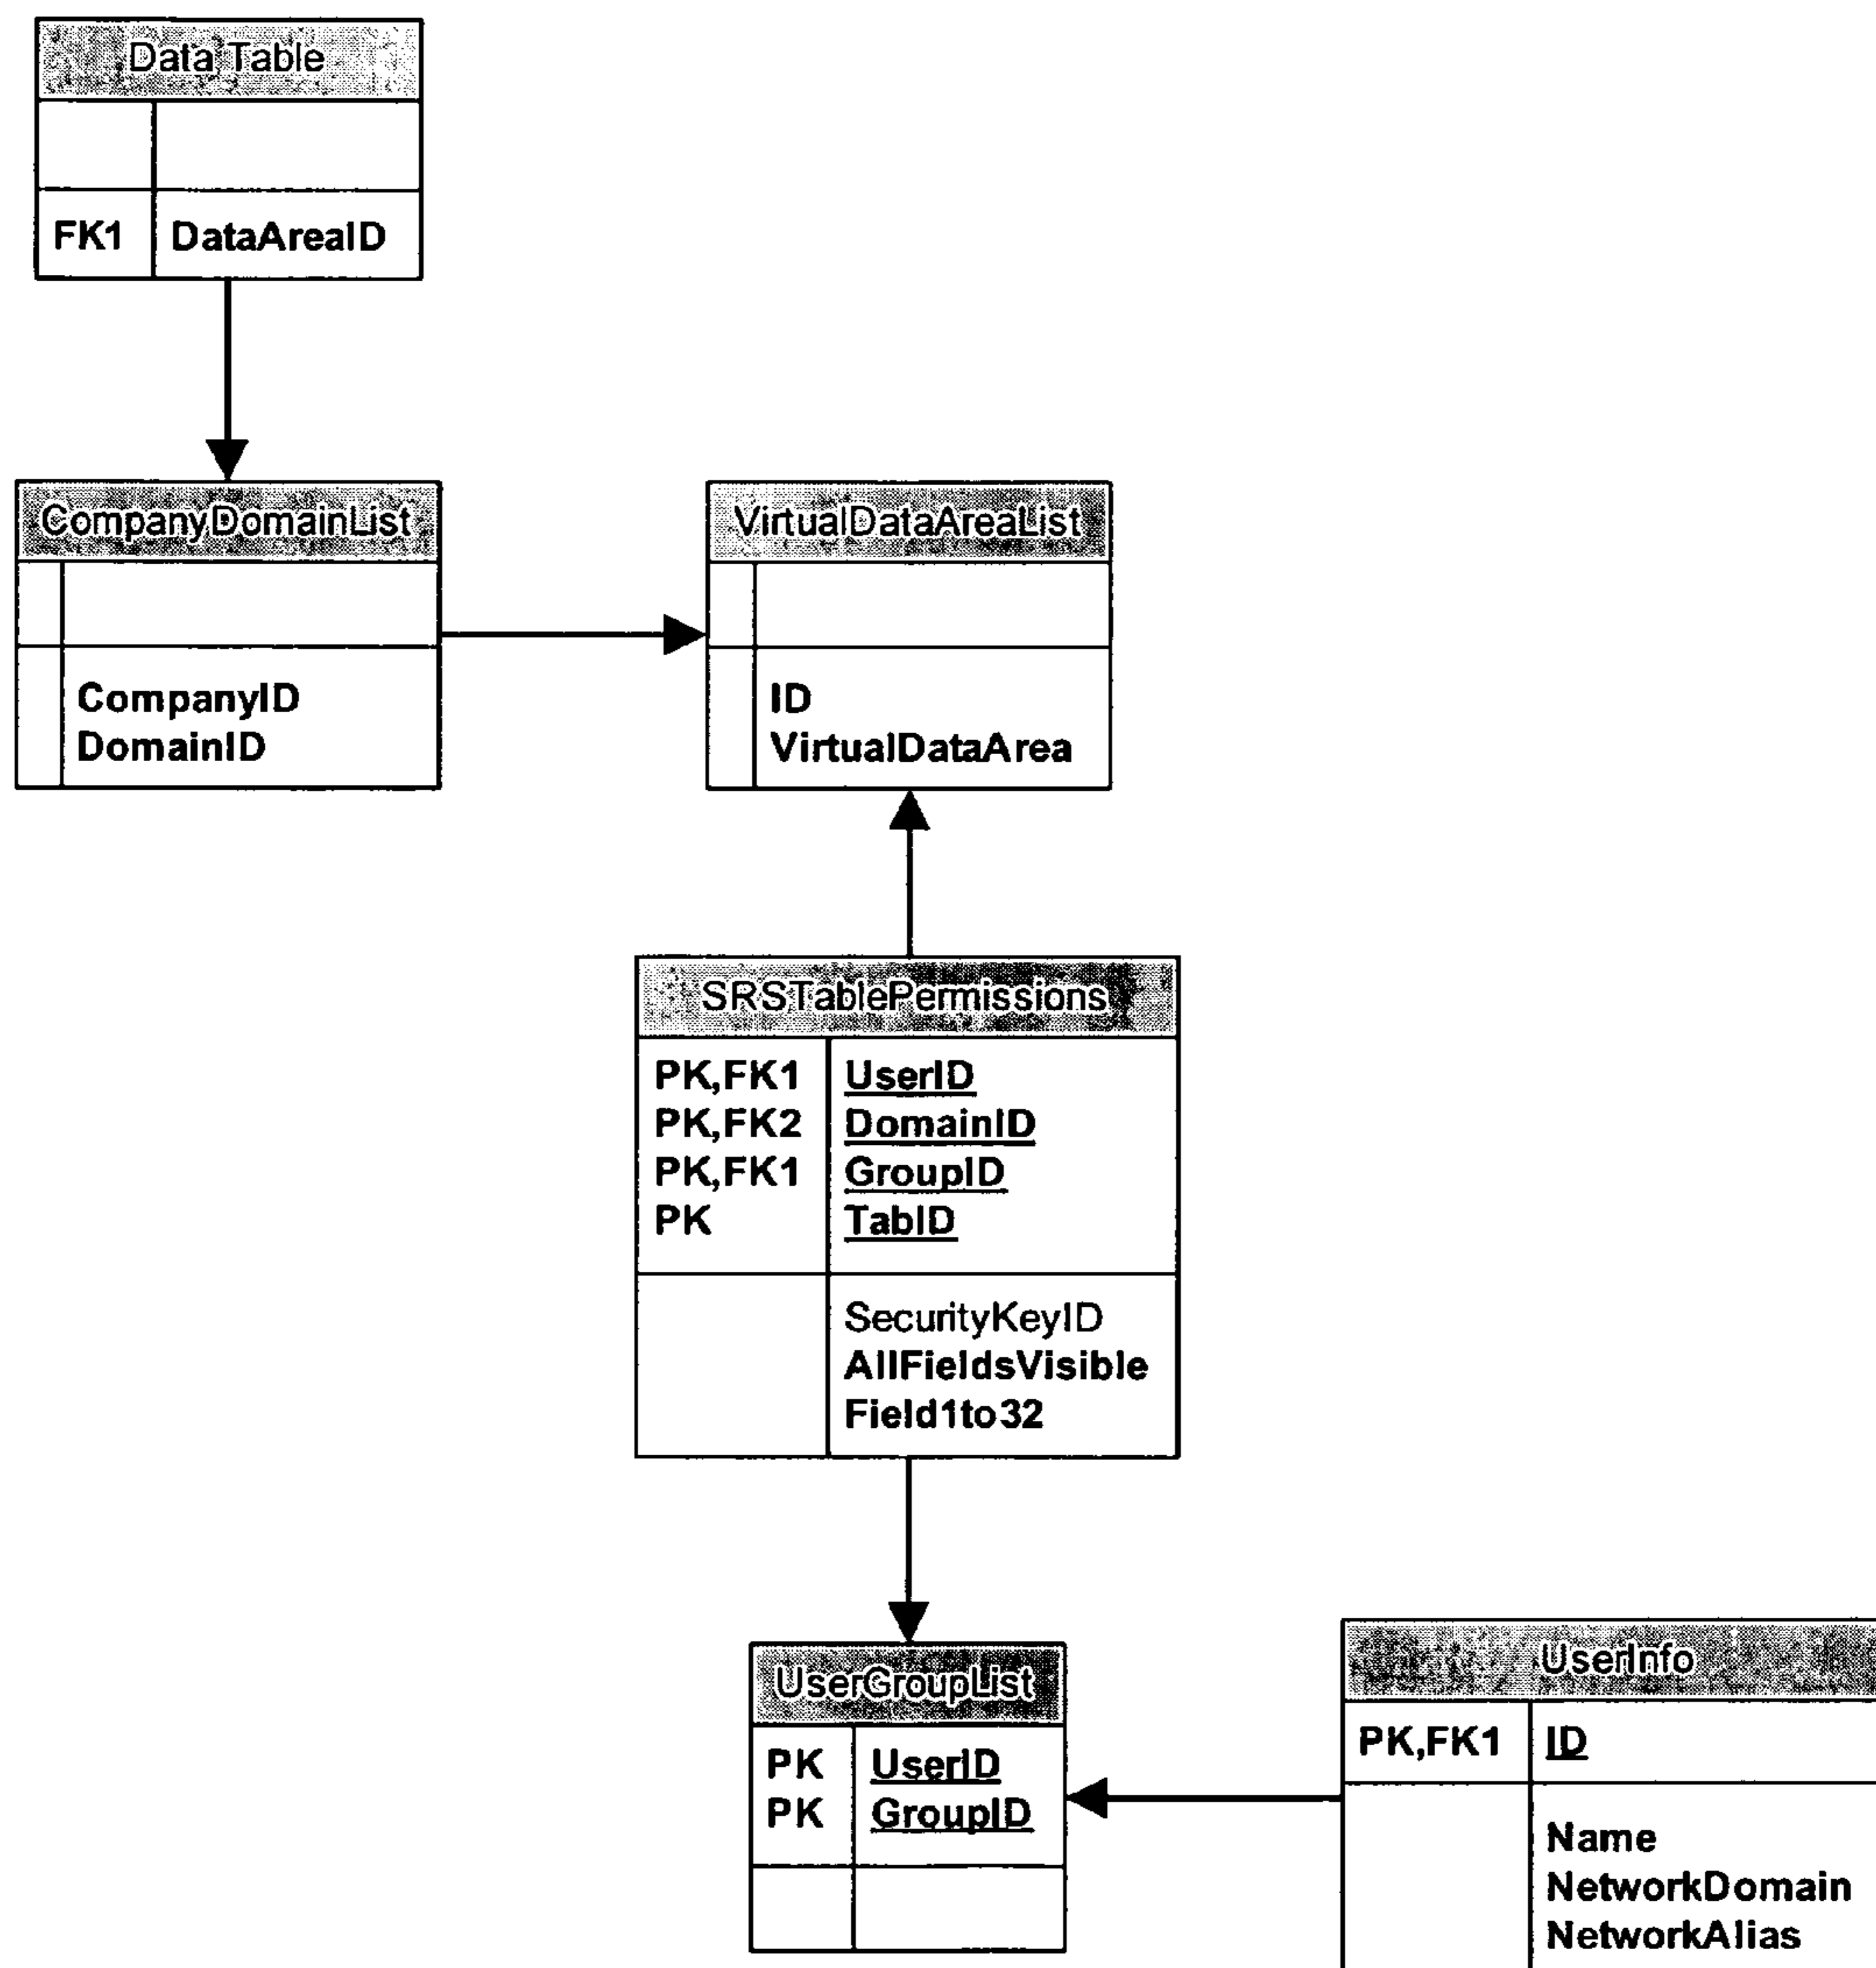 Data Table
FK1 DataAreaID
CompanyDomainList
CompanyID
DomainID
VirtualDataAreaList
ID
VirtualDataArea
SRSTablePermissions
PK,FK1 UserID
PK,FK2 DomainID
PK,FK1 GroupID
PK TabID
SecurityKeyID
AllFieldsVisible
Field1to32
UserGroupList
PK UserID
PK GroupID
UserInfo
PK,FK1 ID
Name
NetworkDomain
NetworkAlias